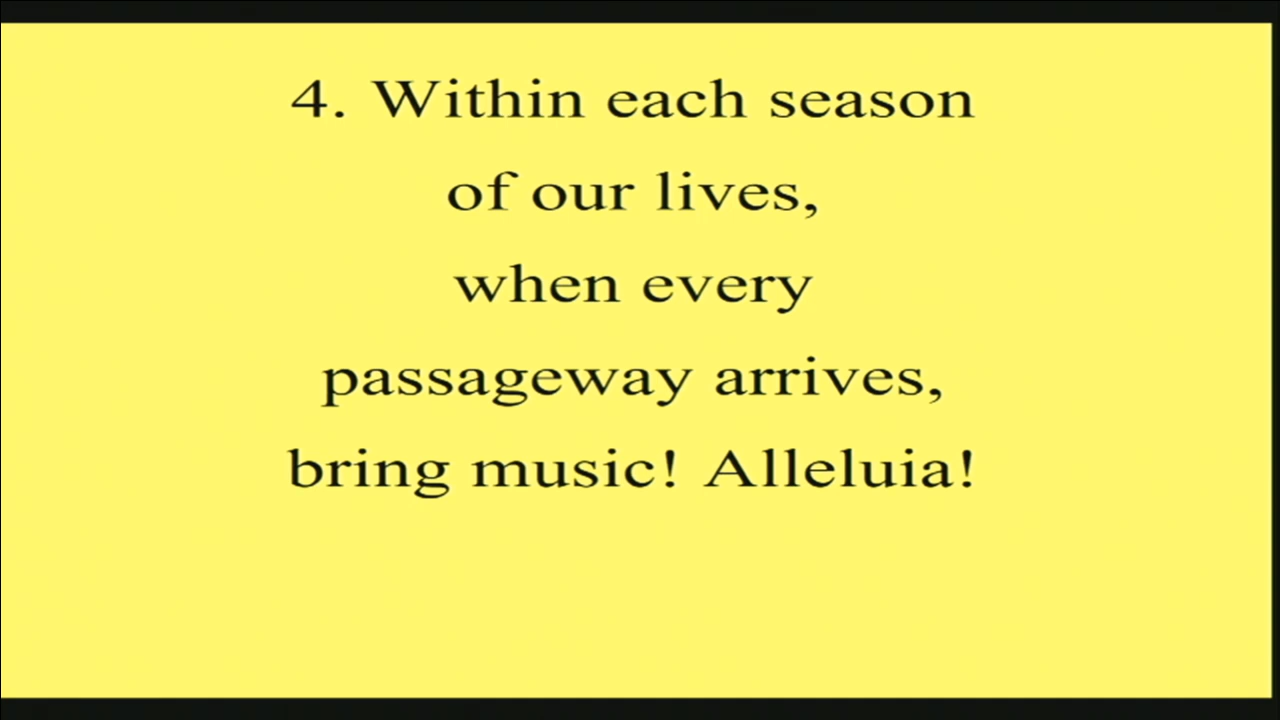 4. Within each season
of our lives,
when every
passageway arrives,
bring music! Alleluia!